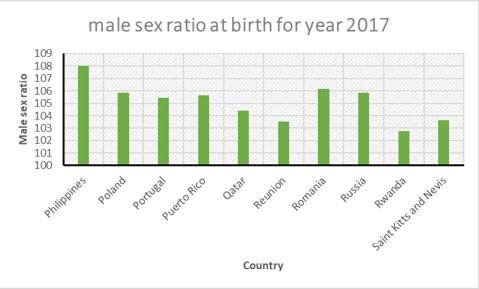 male sex ratio at birth for year 2017
Male sex ratio
109
108
107
106
105
104
103
102
101
100
Philippines
Poland
Portugal
Puerto Rico
Qatar
Reunion
Romania
Russia
Rwanda
Saint Kitts and Nevis
Country